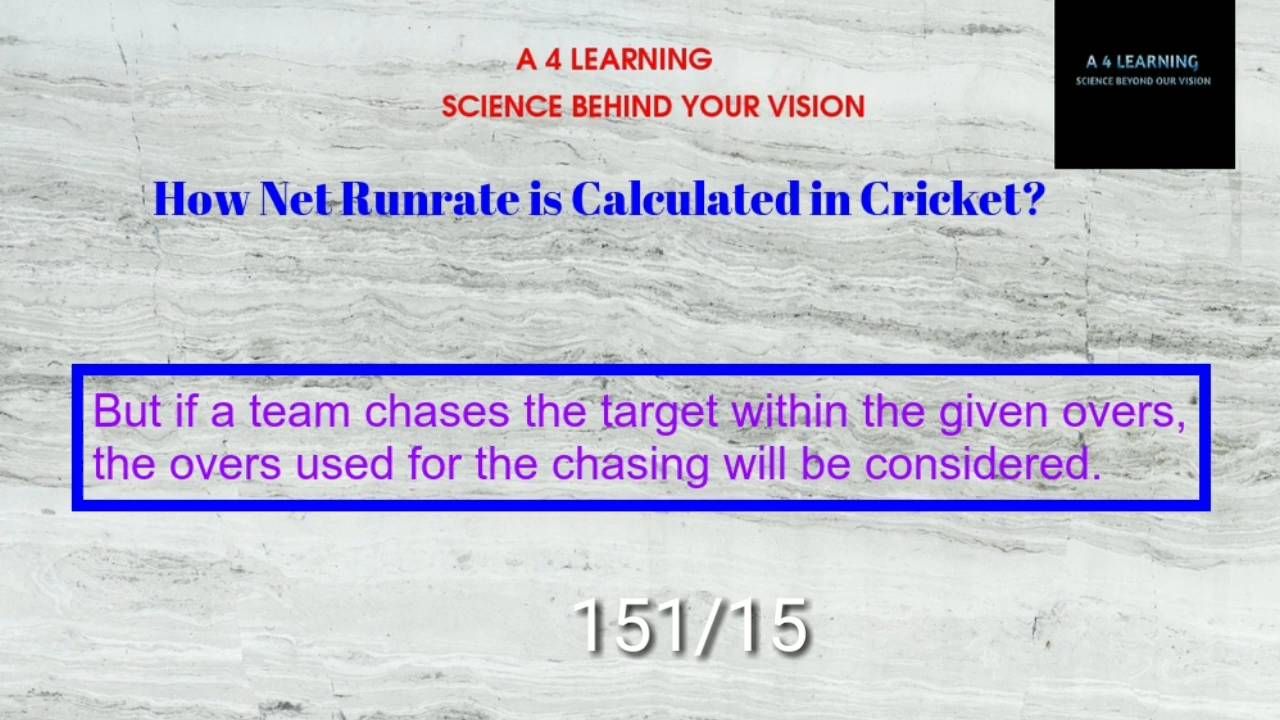 A 4 LEARNING
SCIENCE BEHIND YOUR VISION
A 4 LEARNING
SCIENCE BEYOND OUR VISION
How Net Runrate is Calculated in Cricket?
But if a team chases the target within the given overs,
the overs used for the chasing will be considered.
151/15